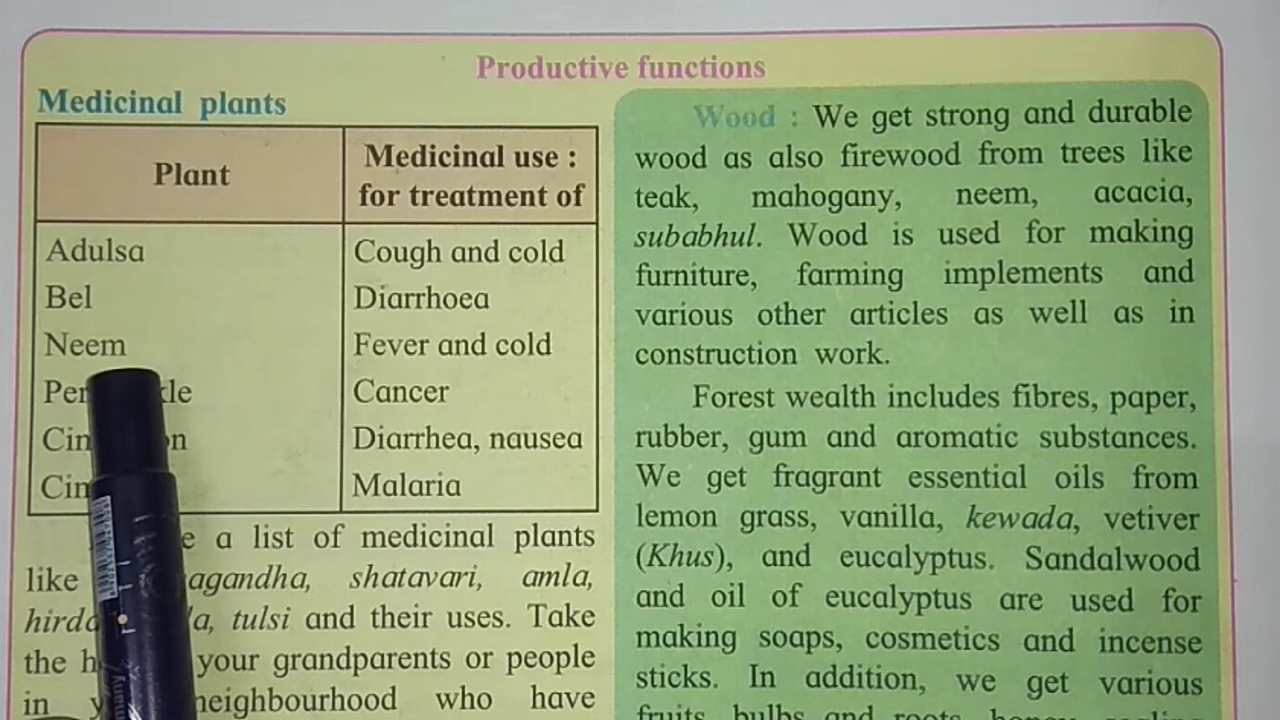 Productive functions
Medicinal plants
Plant
Medicinal use :
for treatment of
Adulsa
Cough and cold
Bel
Diarrhoea
Neem
Fever and cold
Cancer
Diarrhea, nausea
Malaria
a list of medicinal plants
like shatavari, amla,
tulsi and their uses. Take
the your grandparents or people
in neighbourhood who have
Wood : We get strong and durable
wood as also firewood from trees like
teak, mahogany, neem, acacia,
subabhul. Wood is used for making
furniture, farming implements and
various other articles as well as in
construction work.
Forest wealth includes fibres, paper,
rubber, gum and aromatic substances.
We get fragrant essential oils from
lemon grass, vanilla, kewada, vetiver
(Khus), and eucalyptus. Sandalwood
and oil of eucalyptus are used for
making soaps, cosmetics and incense
sticks. In addition, we get various
fruits, bulbs and roots, honey,